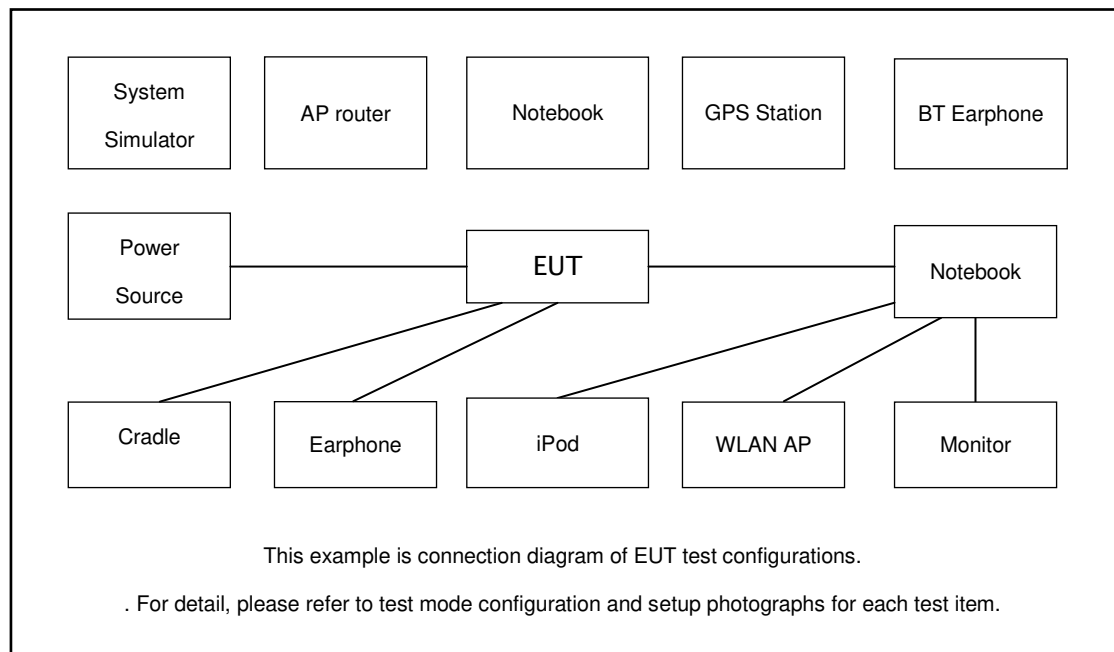 System
Simulator
AP router
Notebook
GPS Station
BT Earphone
Power
Source
EUT
Notebook
Cradle
Earphone
iPod
WLAN AP
Monitor
This example is connection diagram of EUT test configurations.
. For detail, please refer to test mode configuration and setup photographs for each test item.